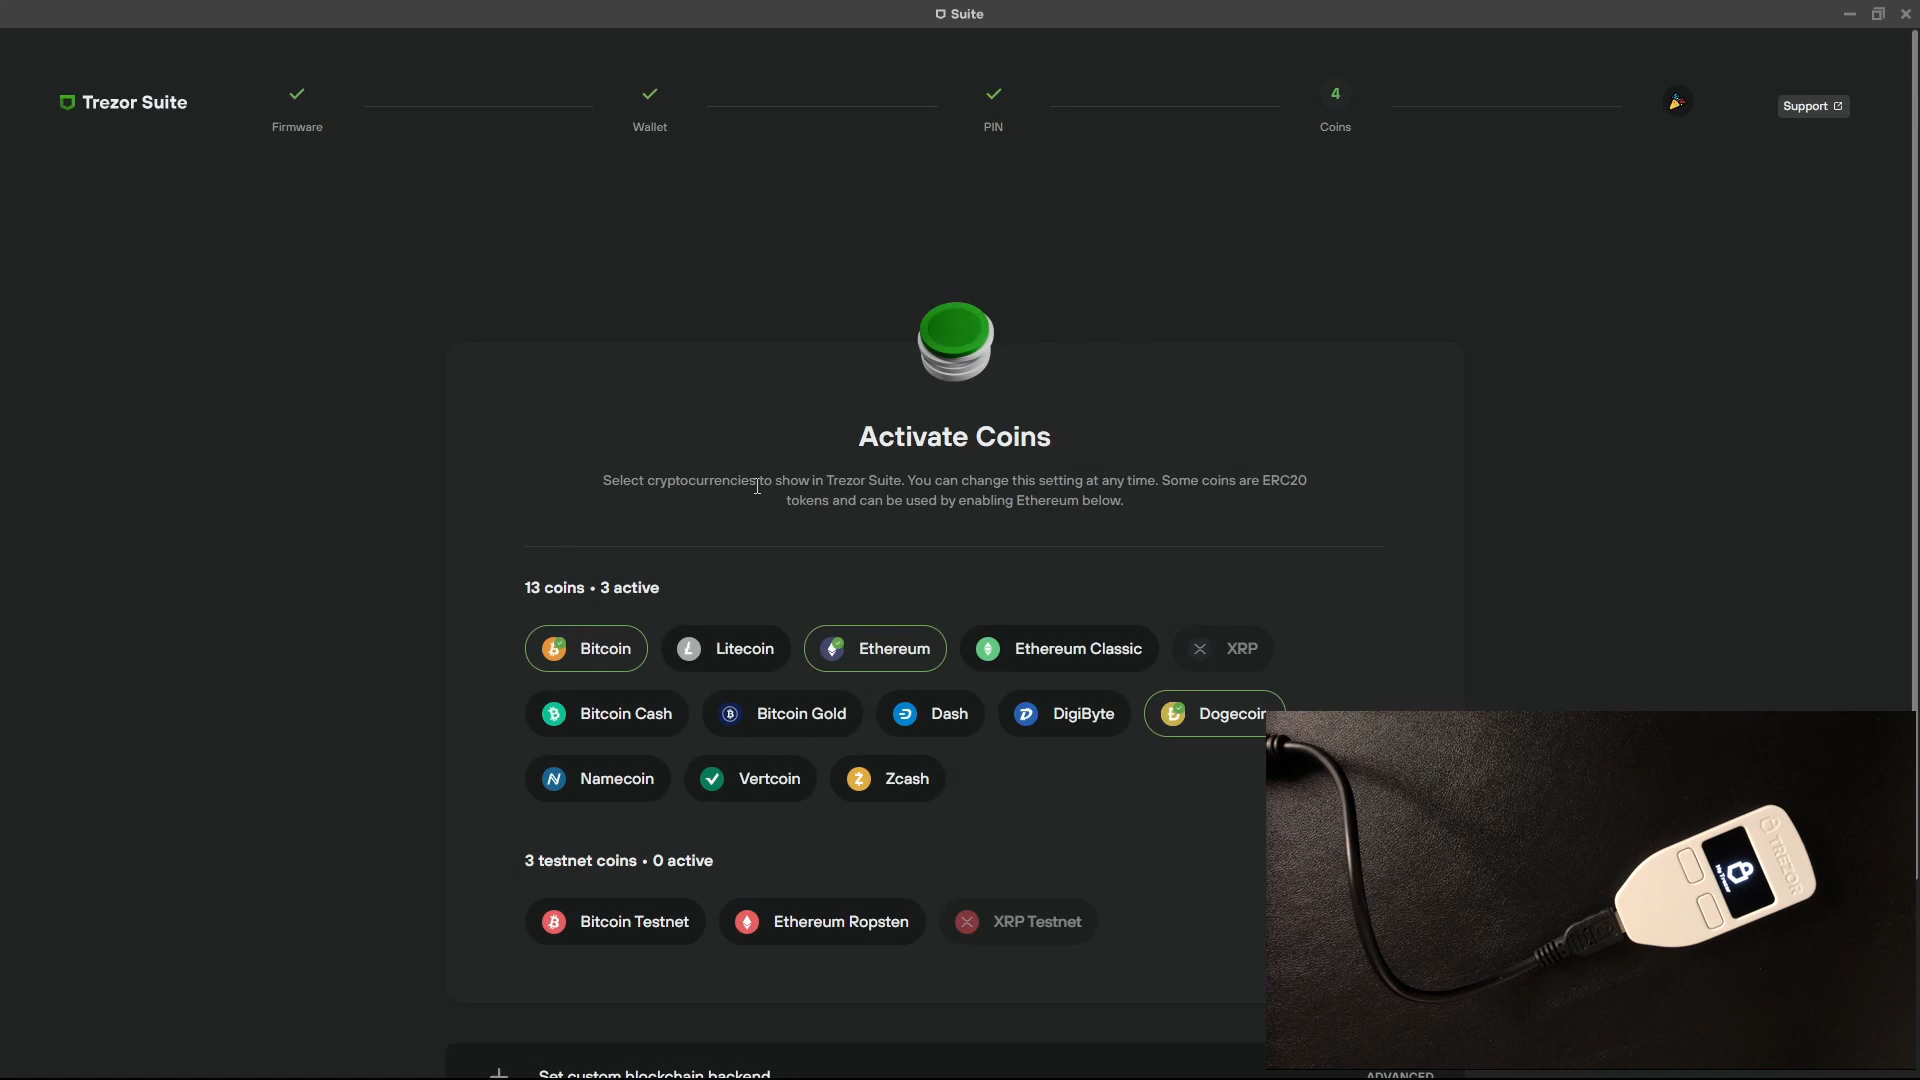 Suite
Trezor Suite
Firmware
Wallet
PIN
4
Coins
Support
Activate Coins
Select cryptocurrencies to show in Trezor Suite. You can change this setting at any time. Some coins are ERC20
tokens and can be used by enabling Ethereum below.
13 coins • 3 active
Bitcoin
Litecoin
Ethereum
Ethereum Classic
XRP
Bitcoin Cash
Bitcoin Gold
Dash
DigiByte
Dogecoin
Namecoin
Vertcoin
Zcash
3 testnet coins • 0 active
Bitcoin Testnet
Ethereum Ropsten
XRP Testnet
Set custom blockchain backend
ADVANCED
TREZOR
My Trezor